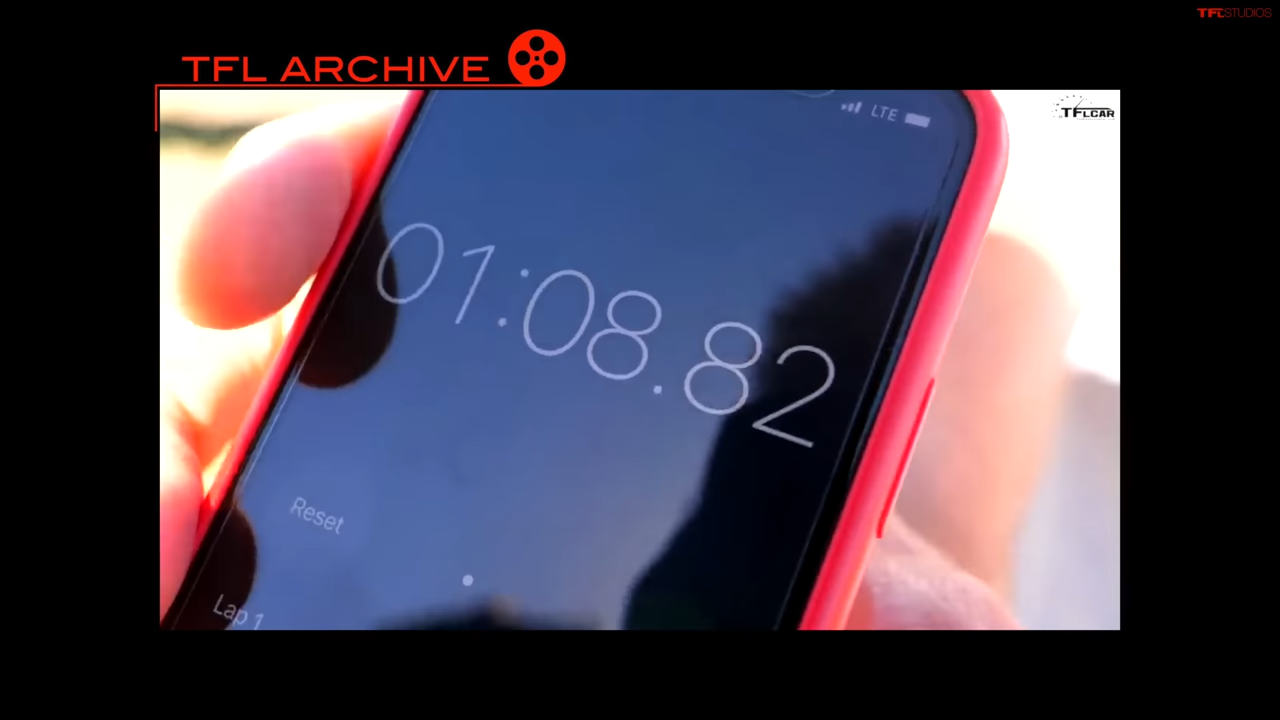 TFLSTUDIOS
TFL ARCHIVE
TFLCAR
LTE
01:08.82
Reset
Lap 1